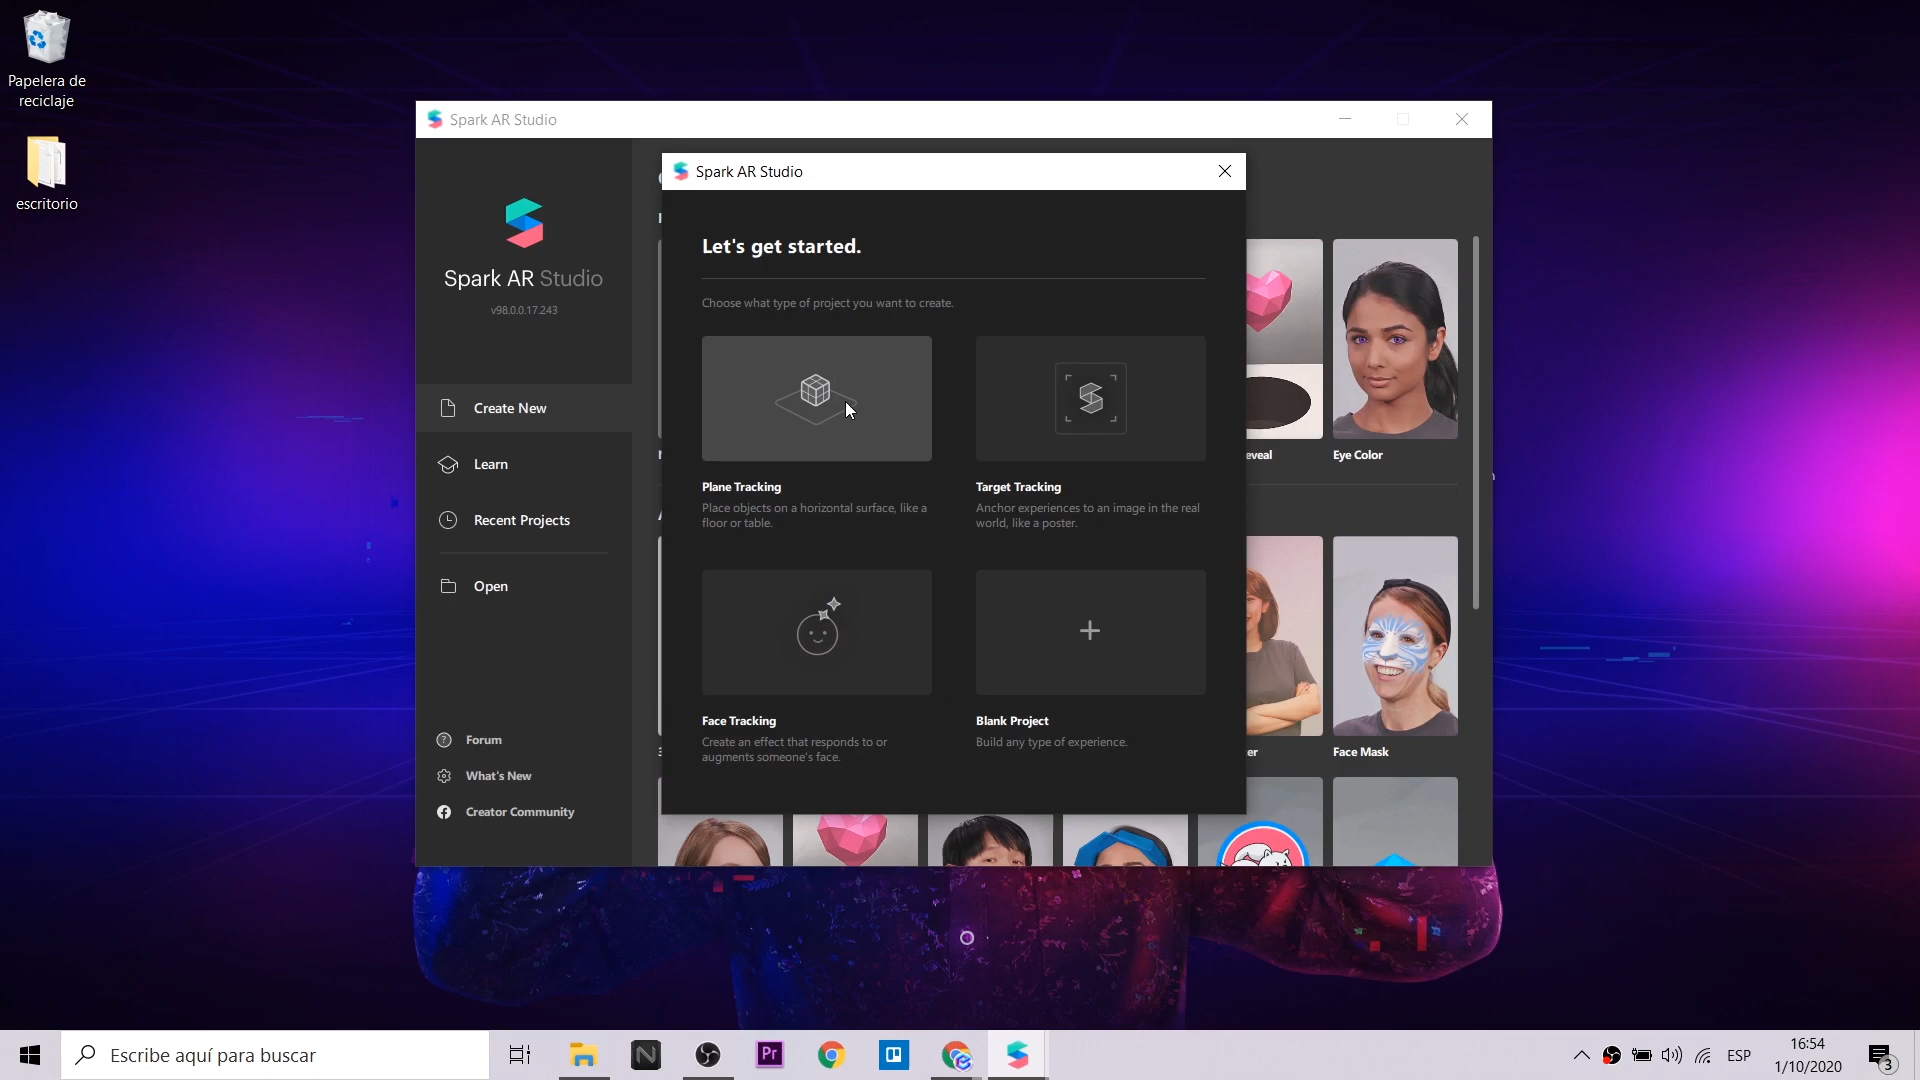 Papelera de
reciclaje
escritorio
Spark AR Studio
Spark AR Studio
v98.0.0.17.243
Create New
Learn
Recent Projects
Open
Forum
What's New
Creator Community
Spark AR Studio
Let's get started.
Choose what type of project you want to create.
Plane Tracking
Place objects on a horizontal surface, like a
floor or table.
Target Tracking
Anchor experiences to an image in the real
world, like a poster.
Face Tracking
Create an effect that responds to or
augments someone's face.
Blank Project
Build any type of experience.
eveal
Eye Color
er
Face Mask
Escribe aquí para buscar
Pr
ESP
16:54
1/10/2020
3